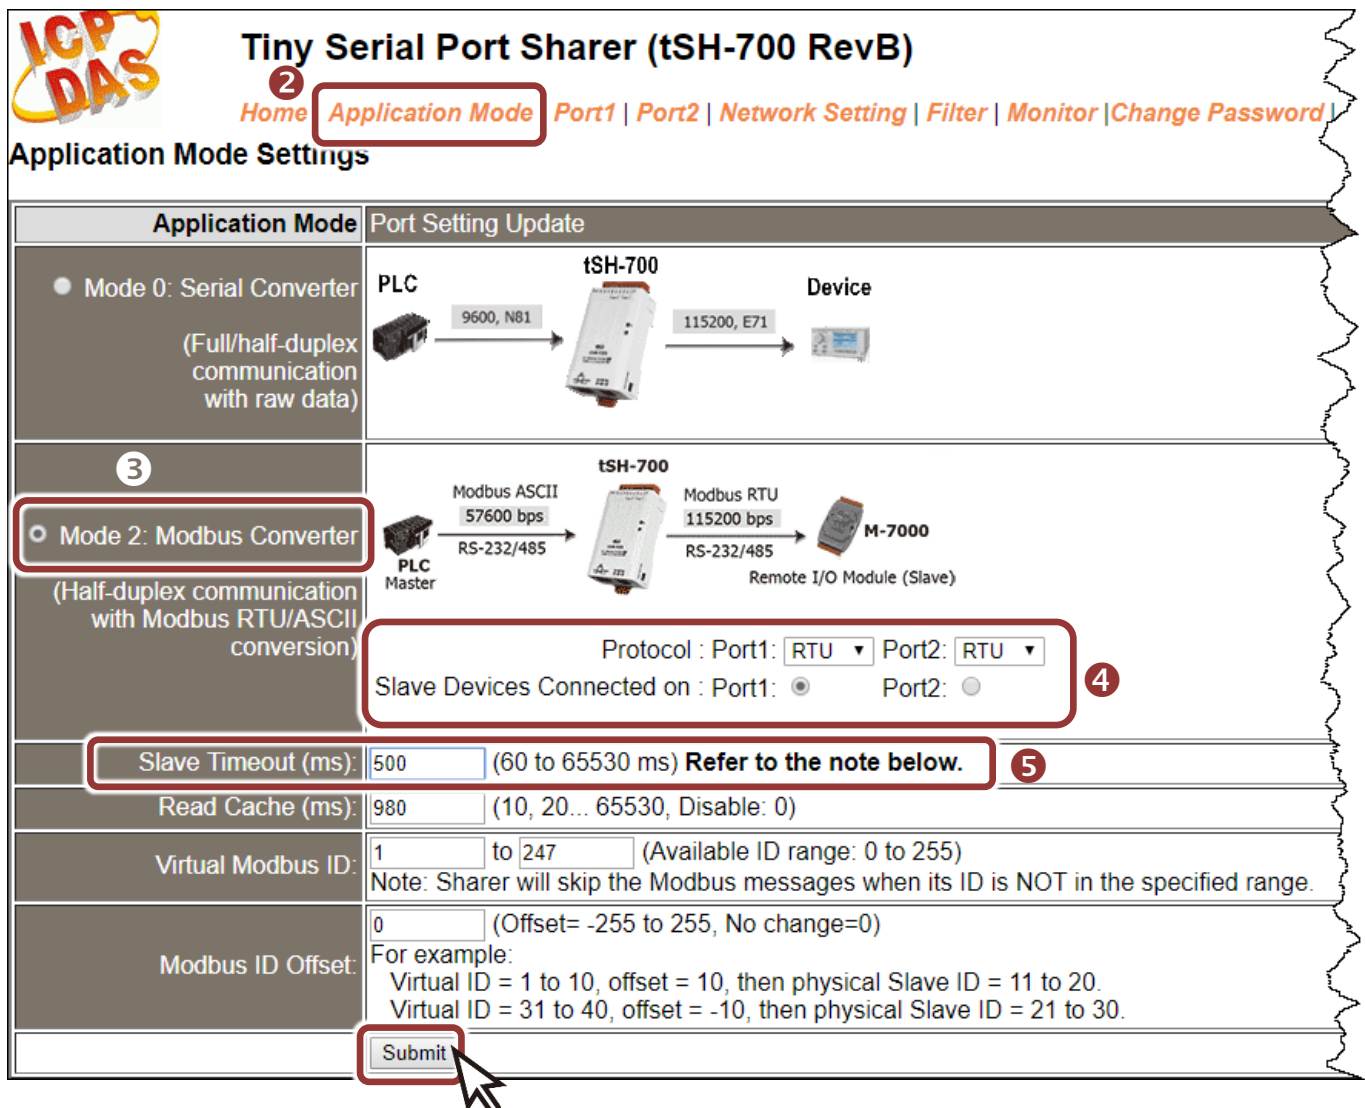 ICP
DAS
Tiny Serial Port Sharer (tSH-700 RevB)
2
Home | Application Mode | Port1 | Port2 | Network Setting | Filter | Monitor |Change Password |
Application Mode Settings
Application Mode
Port Setting Update
Mode 0: Serial Converter
(Full/half-duplex
communication
with raw data)
PLC
tSH-700
Device
9600, N81
115200, E71
3
Mode 2: Modbus Converter
(Half-duplex communication
with Modbus RTU/ASCII
conversion)
tSH-700
Modbus ASCII
57600 bps
RS-232/485
Modbus RTU
115200 bps
RS-232/485
PLC
Master
M-7000
Remote I/O Module (Slave)
Protocol : Port1: RTU Port2: RTU
Slave Devices Connected on : Port1: Port2:
4
Slave Timeout (ms): 500 (60 to 65530 ms) Refer to the note below.
5
Read Cache (ms): 980 (10, 20... 65530, Disable: 0)
Virtual Modbus ID: 1 to 247 (Available ID range: 0 to 255)
Note: Sharer will skip the Modbus messages when its ID is NOT in the specified range.
Modbus ID Offset: 0 (Offset= -255 to 255, No change=0)
For example:
Virtual ID = 1 to 10, offset = 10, then physical Slave ID = 11 to 20.
Virtual ID = 31 to 40, offset = -10, then physical Slave ID = 21 to 30.
Submit